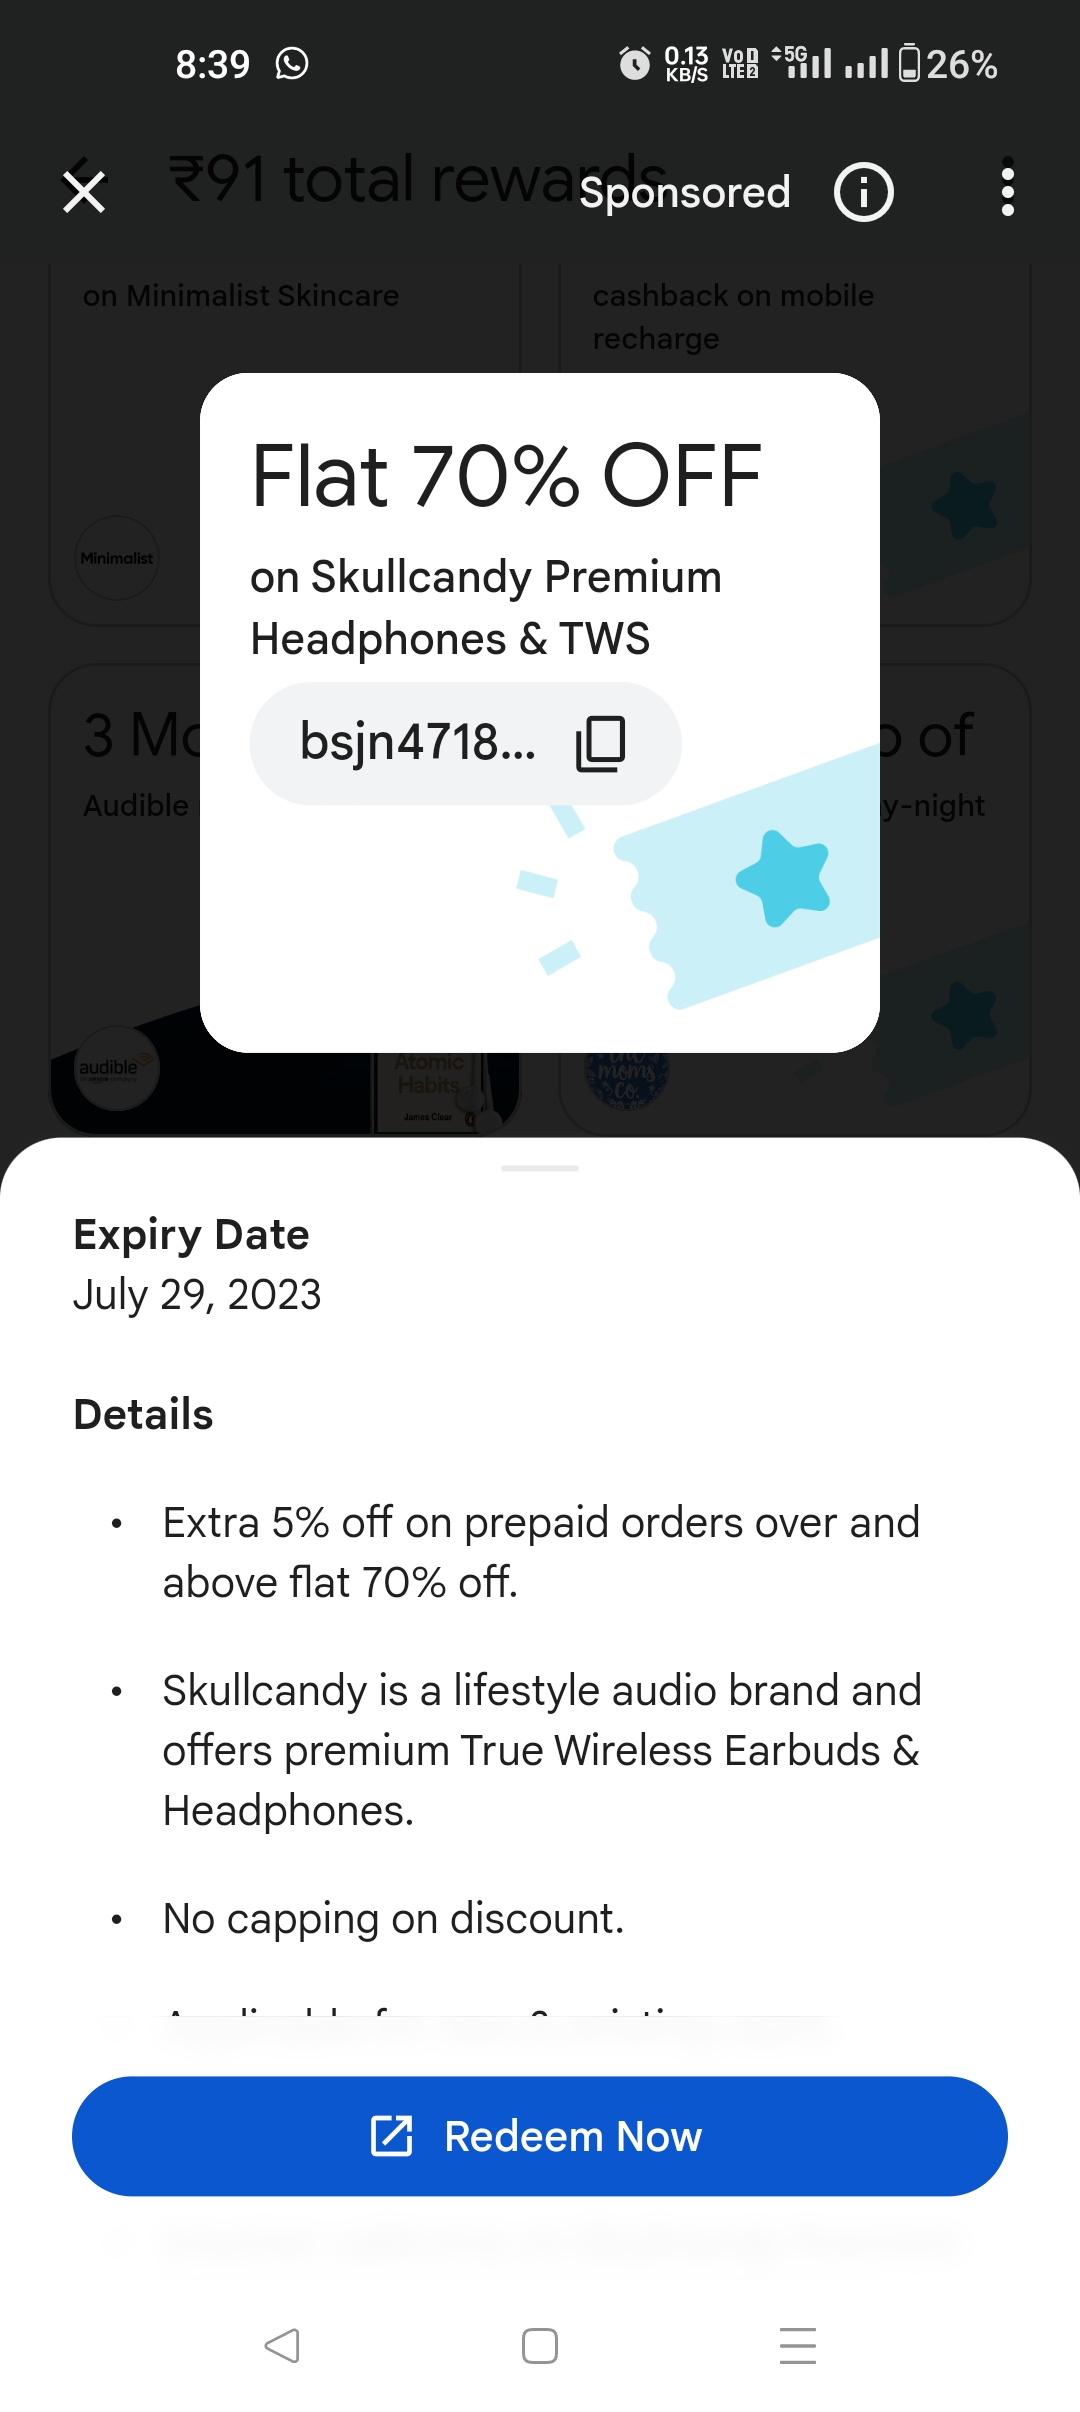 8:39
0.13
KB/S
Vo 1
LTE 2
5G
26%
₹91 total rewards
Sponsored
on Minimalist Skincare
cashback on mobile
recharge
Minimalist
Flat 70% OFF
on Skullcandy Premium
Headphones & TWS
bsjn4718...
3 Mo
o of
Audible
y-night
audible
Atomic
Habits
James Clear
moms
Co.
Expiry Date
July 29, 2023
Details
• Extra 5% off on prepaid orders over and
above flat 70% off.
• Skullcandy is a lifestyle audio brand and
offers premium True Wireless Earbuds &
Headphones.
• No capping on discount.
Redeem Now